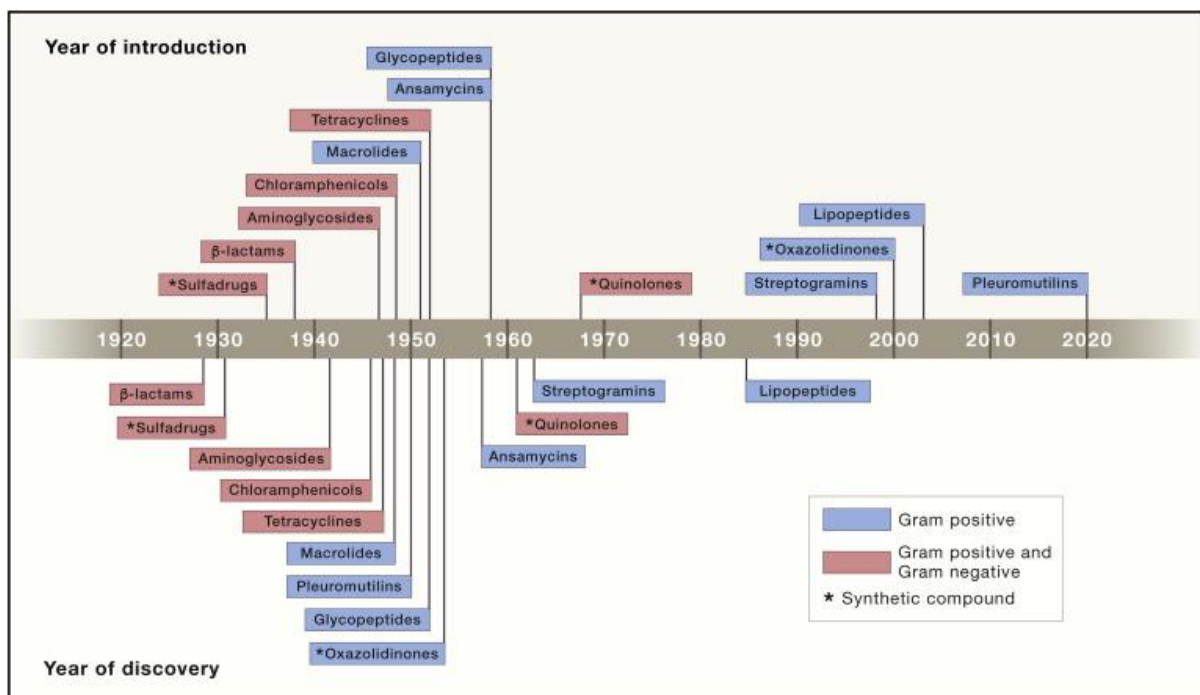 Year of introduction
Glycopeptides
Ansamycins
Tetracyclines
Macrolides
Chloramphenicols
Aminoglycosides
Lipopeptides
β-lactams
*Oxazolidinones
*Sulfadrugs
*Quinolones
Streptogramins
Pleuromutilins
1920 1930 1940 1950 1960 1970 1980 1990 2000 2010 2020
β-lactams
Streptogramins
Lipopeptides
*Sulfadrugs
*Quinolones
Aminoglycosides
Ansamycins
Chloramphenicols
Tetracyclines
Macrolides
Pleuromutilins
Glycopeptides
*Oxazolidinones
Year of discovery
Gram positive
Gram positive and
Gram negative
* Synthetic compound